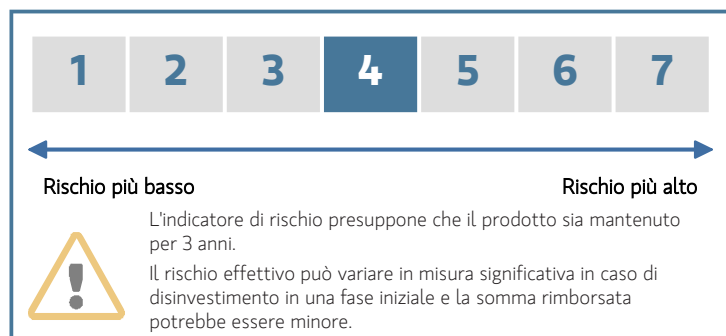 1 2 3 4 5 6 7
Rischio più basso Rischio più alto
L'indicatore di rischio presuppone che il prodotto sia mantenuto
per 3 anni.
Il rischio effettivo può variare in misura significativa in caso di
disinvestimento in una fase iniziale e la somma rimborsata
potrebbe essere minore.